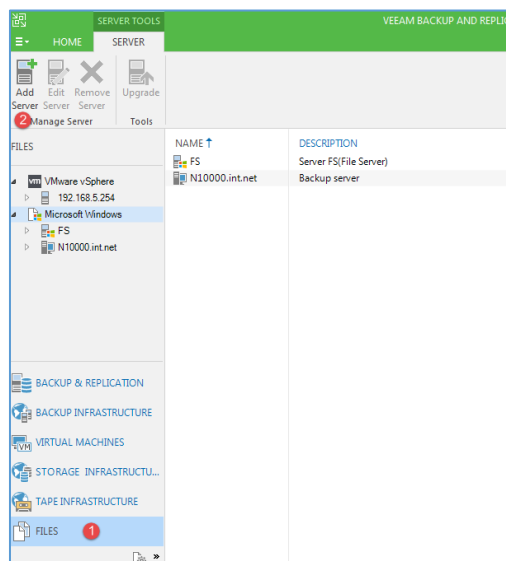 SERVER TOOLS
VEEAM BACKUP AND REPLIC
HOME SERVER
Add Server
Edit Server
Remove Server
Upgrade
2
Manage Server
Tools
FILES
NAME
DESCRIPTION
FS
Server FS(File Server)
N10000.int.net
Backup server
vm VMware vSphere
192.168.5.254
Microsoft Windows
FS
N10000.int.net
BACKUP & REPLICATION
BACKUP INFRASTRUCTURE
VM VIRTUAL MACHINES
STORAGE INFRASTRUCTU...
TAPE INFRASTRUCTURE
FILES 1
»